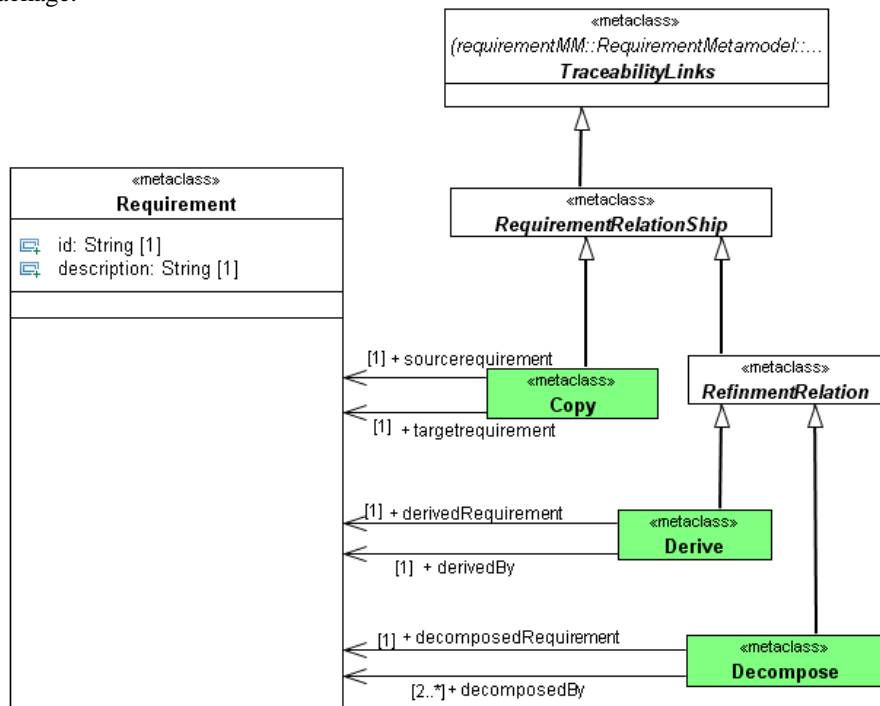 ackage.
«metaclass»
(requirementMM::RequirementMetamodel::...
TraceabilityLinks
«metaclass»
Requirement
id: String [1]
description: String [1]
«metaclass»
RequirementRelationShip
[1] + sourcerequirement
«metaclass»
Copy
[1] + targetrequirement
«metaclass»
RefinmentRelation
[1] + derivedRequirement
«metaclass»
Derive
[1] + derivedBy
[1] + decomposedRequirement
«metaclass»
Decompose
[2..*] + decomposedBy